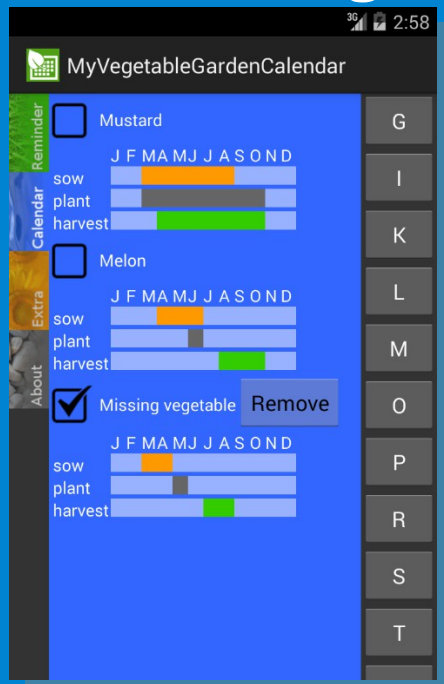 3G 2:58
MyVegetableGardenCalendar
Reminder
Calendar
Extra
About
Mustard
J F M A M J J A S O N D
sow
plant
harvest
Melon
J F M A M J J A S O N D
sow
plant
harvest
Missing vegetable Remove
J F M A M J J A S O N D
sow
plant
harvest
G
I
K
L
M
O
P
R
S
T